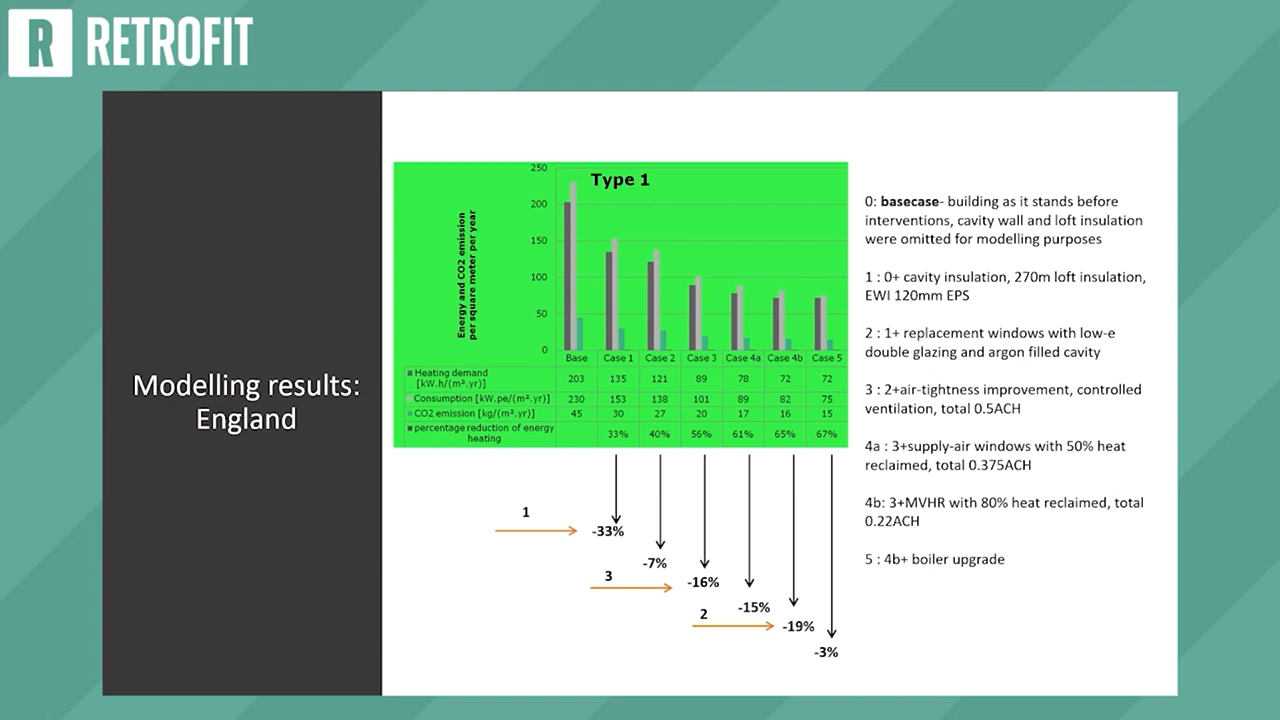 R RETROFIT
Modelling results:
England
Type 1
Energy and CO2 emission
per square meter per year
250
200
150
100
50
0
Base Case 1 Case 2 Case 3 Case 4a Case 4b Case 5
Heating demand
[kW.h/(m².yr)]
203 135 121 89 78 72 72
Consumption [kW.pe/(m².yr)] 230 153 138 101 89 82 75
CO2 emission [kg/(m².yr)] 45 30 27 20 17 16 15
percentage reduction of energy
heating
33% 40% 56% 61% 65% 67%
1
-33%
-7%
3
-16%
-15%
2
-19%
-3%
0: basecase- building as it stands before
interventions, cavity wall and loft insulation
were omitted for modelling purposes
1 : 0+ cavity insulation, 270m loft insulation,
EWI 120mm EPS
2 : 1+ replacement windows with low-e
double glazing and argon filled cavity
3 : 2+air-tightness improvement, controlled
ventilation, total 0.5ACH
4a : 3+supply-air windows with 50% heat
reclaimed, total 0.375ACH
4b: 3+MVHR with 80% heat reclaimed, total
0.22ACH
5 : 4b+ boiler upgrade